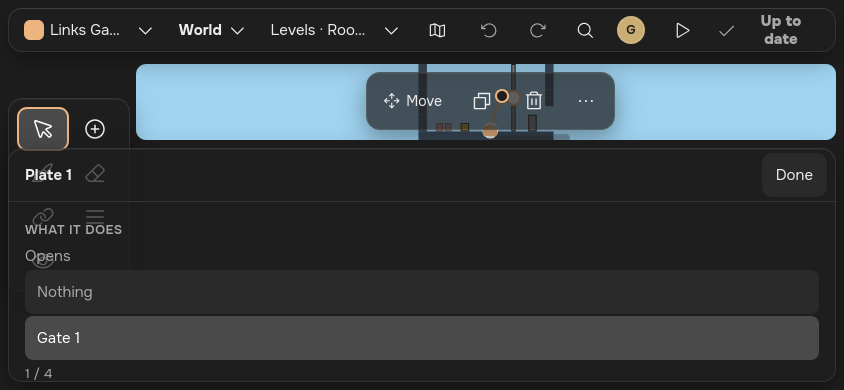 Links Ga...
World
Levels · Roo...
G
Up to
date
Move
Plate 1
Done
WHAT IT DOES
Opens
Nothing
Gate 1
1 / 4